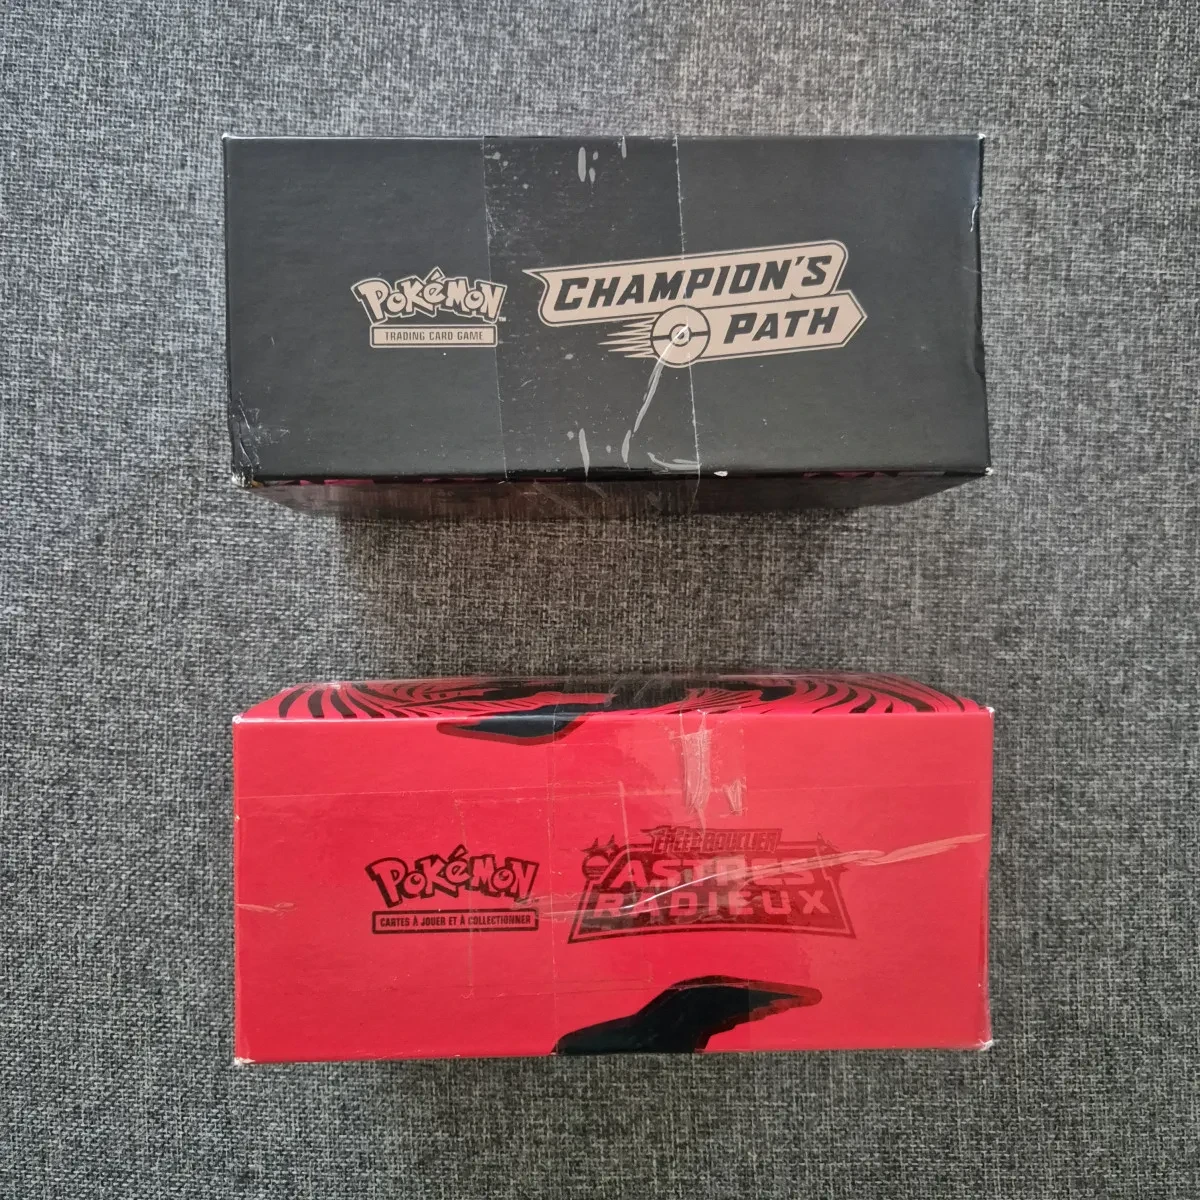 Pokémon
TRADING CARD GAME
CHAMPION'S
PATH
Pokémon
CARTES À JOUER ET À COLLECTIONNER
ÉPÉE ET BOUCLIER
ASTRES
RADIEUX